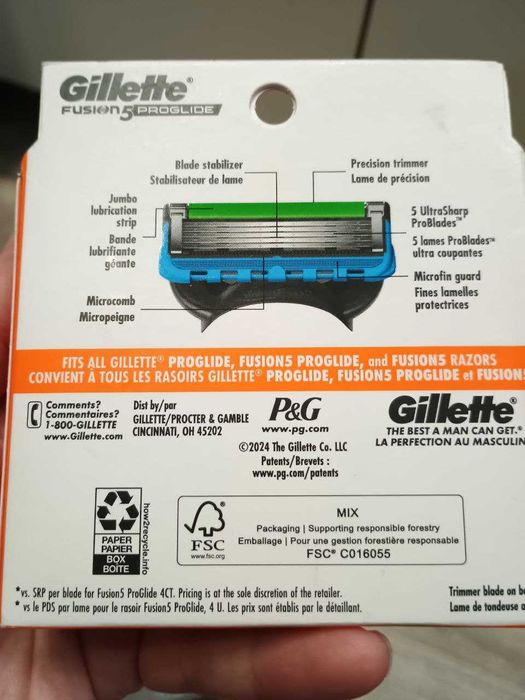 Gillette®
FUSION5 PROGLIDE
Blade stabilizer
Stabilisateur de lame
Precision trimmer
Lame de précision
Jumbo
lubrication
strip
Bande
lubrifiante
géante
5 UltraSharp
ProBlades™
5 lames ProBlades™
ultra coupantes
Microfin guard
Fines lamelles
protectrices
Microcomb
Micropeigne
FITS ALL GILLETTE® PROGLIDE, FUSION5 PROGLIDE, and FUSION5 RAZORS
CONVIENT À TOUS LES RASOIRS GILLETTE® PROGLIDE, FUSION5 PROGLIDE et FUSION5
Comments?
Commentaires?
1-800-GILLETTE
www.Gillette.com
Dist by/par
GILLETTE/PROCTER & GAMBLE
CINCINNATI, OH 45202
P&G
www.pg.com
©2024 The Gillette Co. LLC
Patents/Brevets :
www.pg.com/patents
Gillette®
THE BEST A MAN CAN GET.®
LA PERFECTION AU MASCULIN
PAPER
PAPIER
BOX
BOÎTE
how2recycle.info
FSC
www.fsc.org
MIX
Packaging | Supporting responsible forestry
Emballage | Pour une gestion forestière responsable
FSC® C016055
*vs. SRP per blade for Fusion5 ProGlide 4CT. Pricing is at the sole discretion of the retailer.
* vs le PDS par lame pour le rasoir Fusion5 ProGlide, 4 U. Les prix sont établis par le détaillant.
Trimmer blade on
Lame de tondeuse